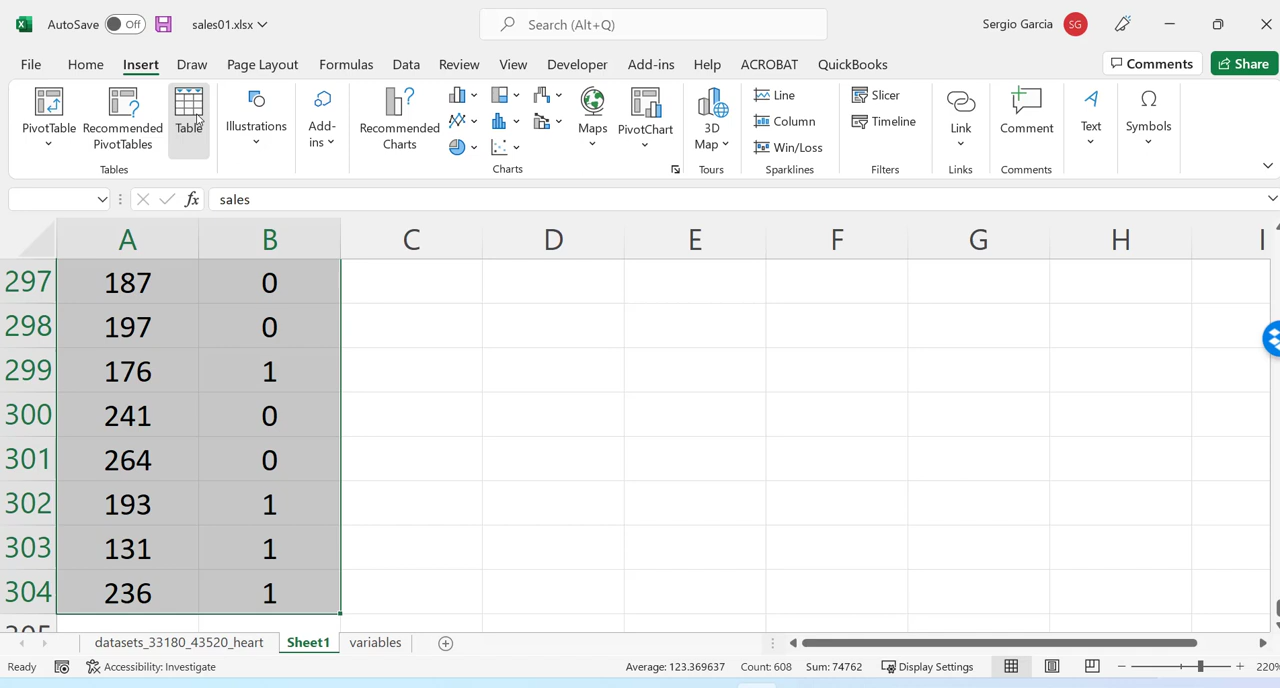 AutoSave Off sales01.xlsx Search (Alt+Q) Sergio Garcia SG
File Home Insert Draw Page Layout Formulas Data Review View Developer Add-ins Help ACROBAT QuickBooks Comments Share
PivotTable
Recommended PivotTables
Table
Illustrations
Add-ins
Recommended Charts
Maps
PivotChart
3D Map
Line
Column
Win/Loss
Slicer
Timeline
Link
Comment
Text
Symbols
Tables Charts Tours Sparklines Filters Links Comments
fx sales
A B C D E F G H I
297 187 0
298 197 0
299 176 1
300 241 0
301 264 0
302 193 1
303 131 1
304 236 1
305
datasets_33180_43520_heart Sheet1 variables
Ready Accessibility: Investigate Average: 123.369637 Count: 608 Sum: 74762 Display Settings 220%